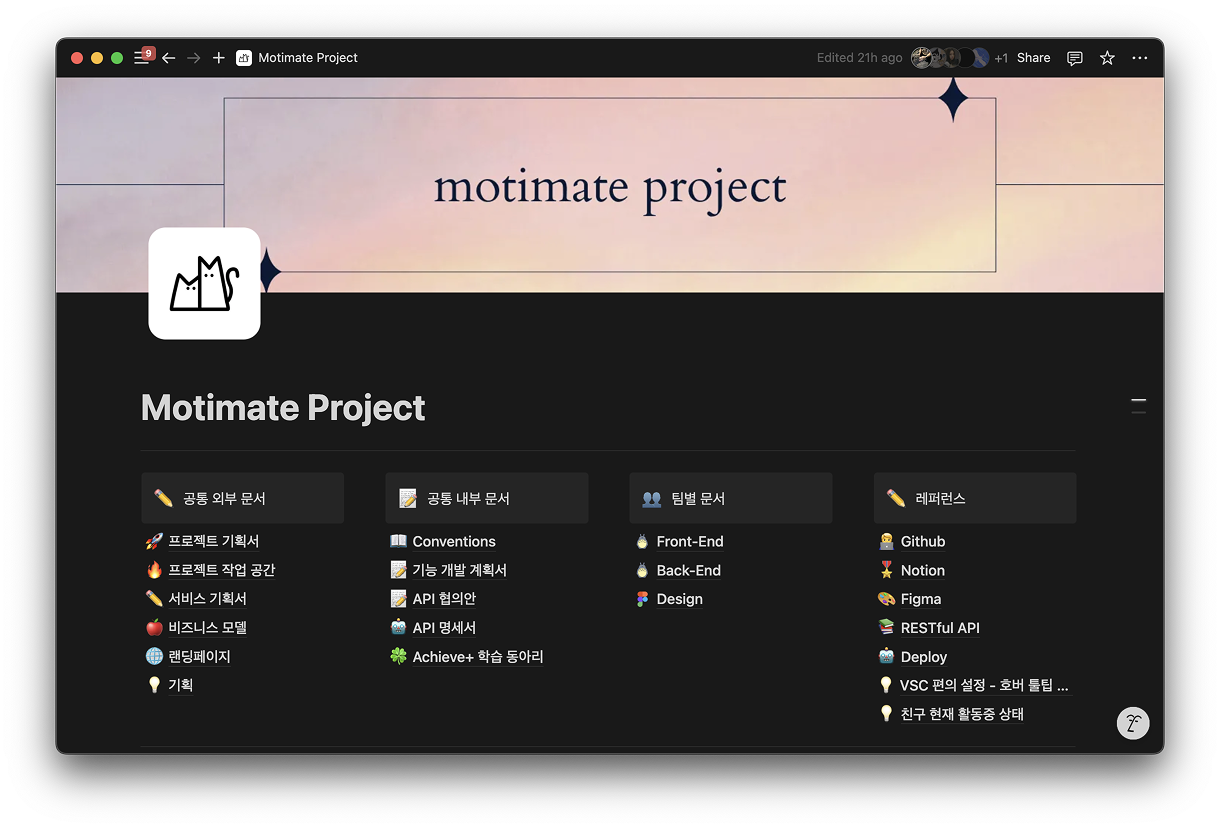 9
Motimate Project
Edited 21h ago
+1
Share
motimate project
Motimate Project
공통 외부 문서
프로젝트 기획서
프로젝트 작업 공간
서비스 기획서
비즈니스 모델
랜딩페이지
기획
공통 내부 문서
Conventions
기능 개발 계획서
API 협의안
API 명세서
Achieve+ 학습 동아리
팀별 문서
Front-End
Back-End
Design
레퍼런스
Github
Notion
Figma
RESTful API
Deploy
VSC 편의 설정 - 호버 툴팁 ...
친구 현재 활동중 상태